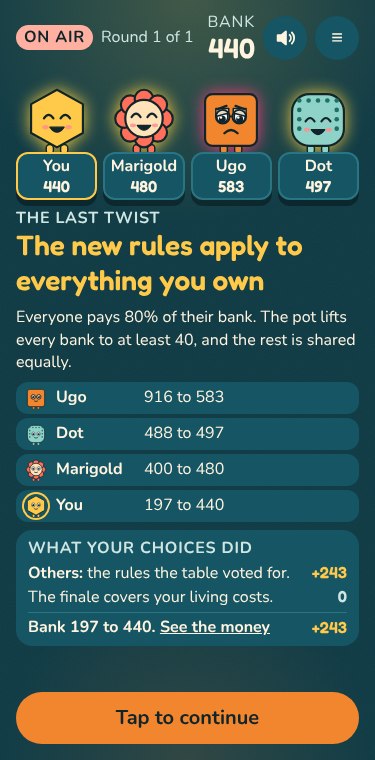 ON AIR
Round 1 of 1
BANK
440
You
440
Marigold
480
Ugo
583
Dot
497
THE LAST TWIST
The new rules apply to
everything you own
Everyone pays 80% of their bank. The pot lifts
every bank to at least 40, and the rest is shared
equally.
Ugo 916 to 583
Dot 488 to 497
Marigold 400 to 480
You 197 to 440
WHAT YOUR CHOICES DID
Others: the rules the table voted for. +243
The finale covers your living costs. 0
Bank 197 to 440. See the money +243
Tap to continue